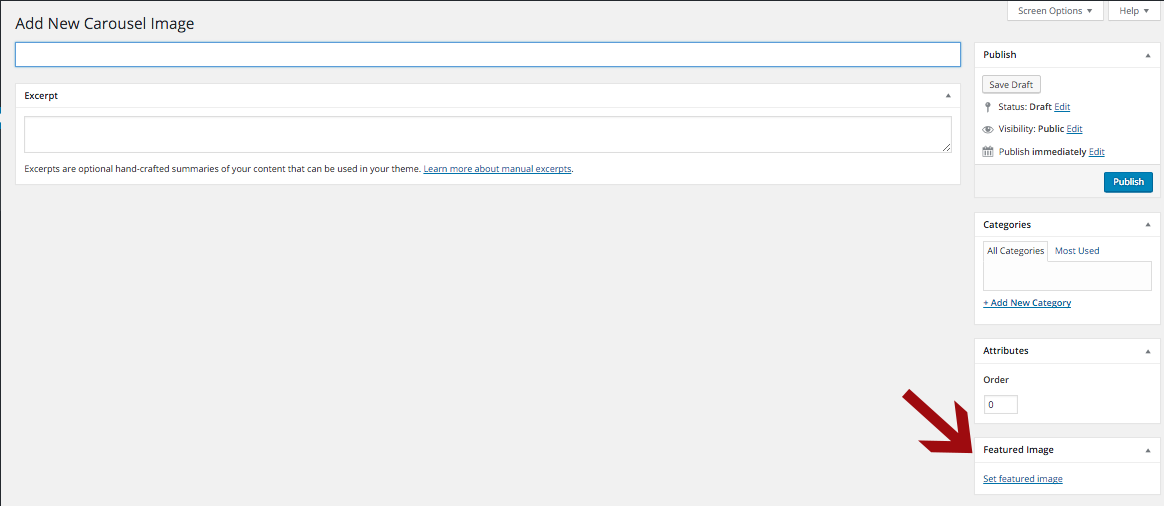 Screen Options ▼
Help ▼
Add New Carousel Image
Excerpt
Excerpts are optional hand-crafted summaries of your content that can be used in your theme. Learn more about manual excerpts.
Publish
Save Draft
Status: Draft Edit
Visibility: Public Edit
Publish immediately Edit
Publish
Categories
All Categories
Most Used
+ Add New Category
Attributes
Order
0
Featured Image
Set featured image